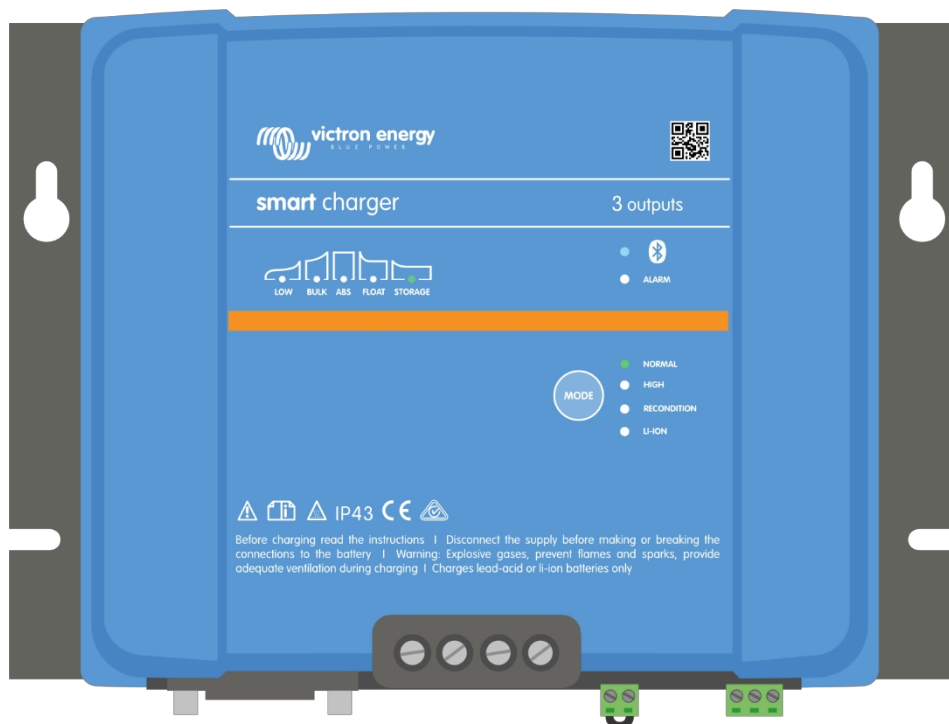 victron energy
BLUE POWER
smart charger 3 outputs
ALARM
LOW BULK ABS FLOAT STORAGE
NORMAL
HIGH
MODE
RECONDITION
LI-ION
IP43 CE
Before charging read the instructions | Disconnect the supply before making or breaking the
connections to the battery | Warning: Explosive gases, prevent flames and sparks, provide
adequate ventilation during charging | Charges lead-acid or li-ion batteries only